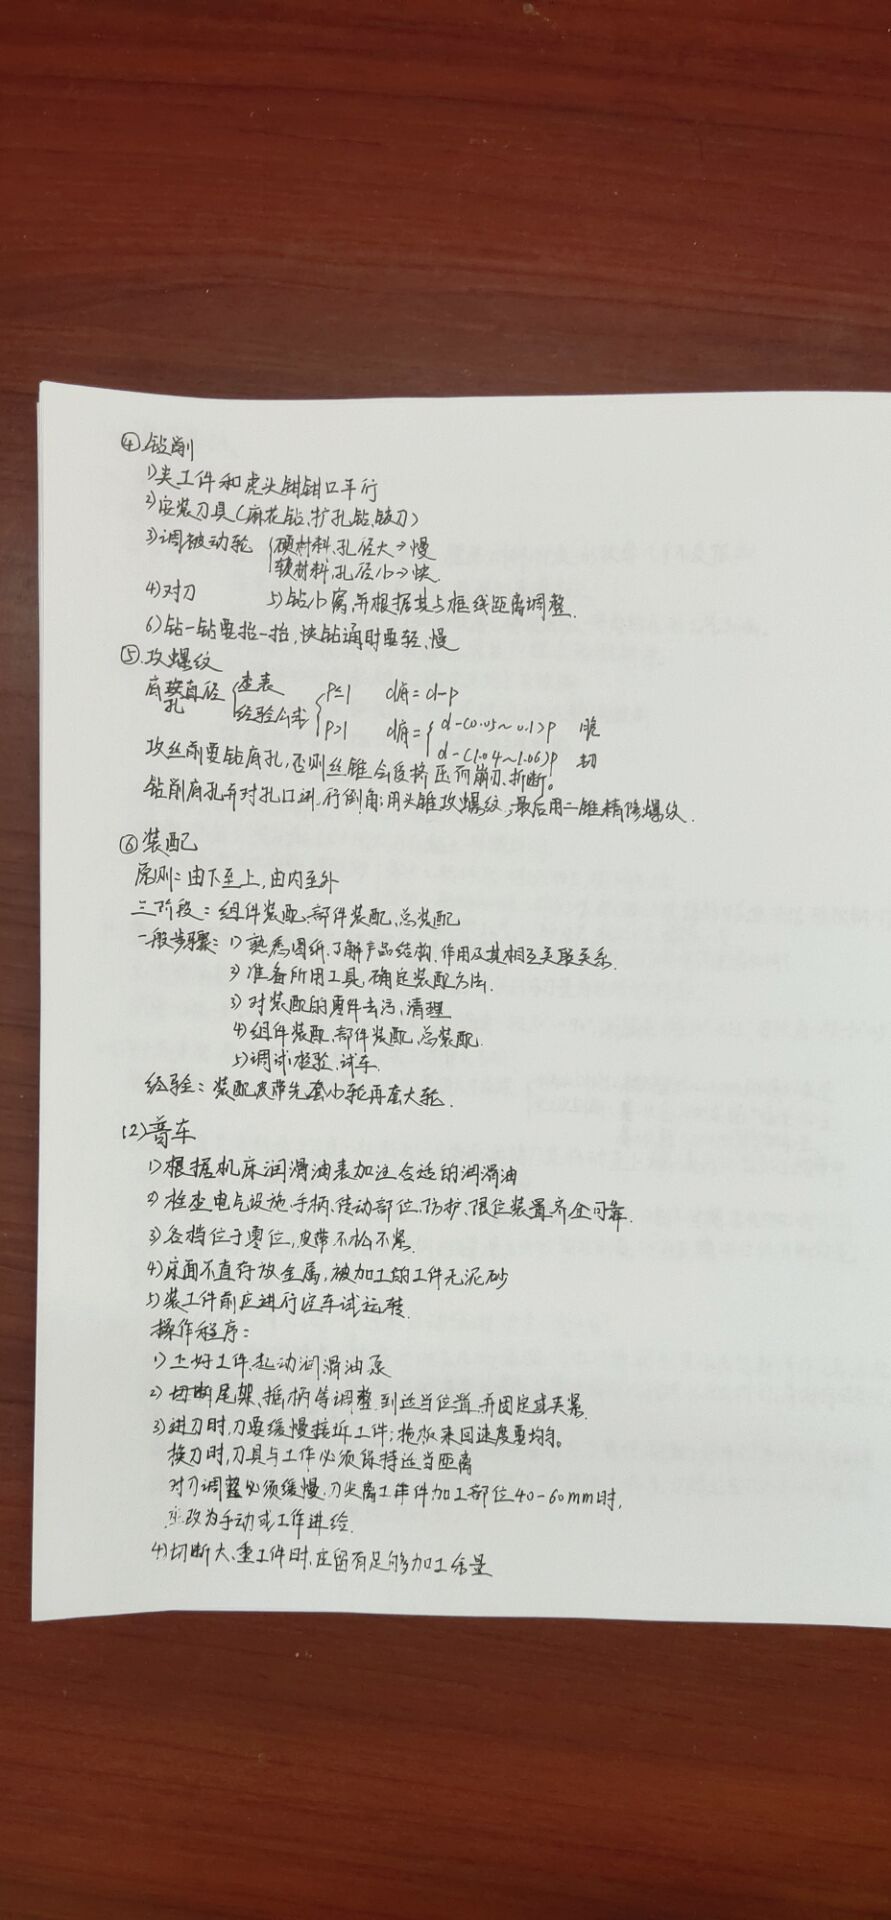 ④钻削
1)夹工件和虎头钳钳口平行
2)安装刀具(麻花钻、扩孔钻、铰刀)
3)调被动轮 硬材料、孔径大→慢
软材料、孔径小→快
4)对刀 5)钻小窝,并根据其与框线距离调整.
6)钻一钻要抬一抬,快钻通时要轻、慢
⑤攻螺纹
底孔直径 查表
经验公式 P≤1 d底=d-p
P>1 d底= d-(0.05~0.1)p 脆
d-(1.04~1.06)p 韧
攻丝前要钻底孔,否则丝锥会受挤压而崩刃、折断。
钻削底孔并对孔口进行倒角;用头锥攻螺纹,最后用二锥精修螺纹.
⑥装配
原则:由下至上,由内至外
三阶段:组件装配、部件装配、总装配
一般步骤:1)熟悉图纸、了解产品结构、作用及其相互关联关系.
2)准备所用工具,确定装配方法.
3)对装配的零件去污,清理
4)组件装配、部件装配、总装配.
5)调试检验、试车.
经验:装配皮带先套小轮再套大轮.
(2)普车
1)根据机床润滑油表加注合适的润滑油
2)检查电气设施、手柄、传动部位、防护、限位装置齐全可靠.
3)各档位于零位,皮带不松不紧.
4)床面不直存放金属,被加工的工件无泥砂
5)装工件前应进行空车试运转.
操作程序:
1)上好工件、起动润滑油泵
2)切断尾架、摇柄等调整到适当位置,并固定或夹紧.
3)进刀时,刀要缓慢接近工件;拖板来回速度要均匀。
换刀时,刀具与工件必须保持适当距离
对刀调整必须缓慢、刀尖离工件加工部位40-60mm时,
改为手动或工作进给.
4)切断大、重工件时、应留有足够加工余量